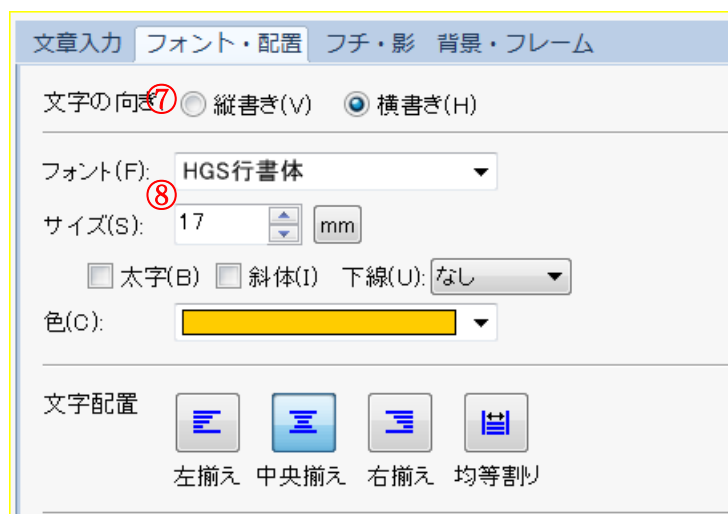 文章入力 フォント・配置 フチ・影 背景・フレーム
文字の向き ⑦ 縦書き(V) 横書き(H)
フォント(F): HGS行書体
⑧
サイズ(S): 17 mm
太字(B) 斜体(I) 下線(U): なし
色(C):
文字配置
左揃え 中央揃え 右揃え 均等割り